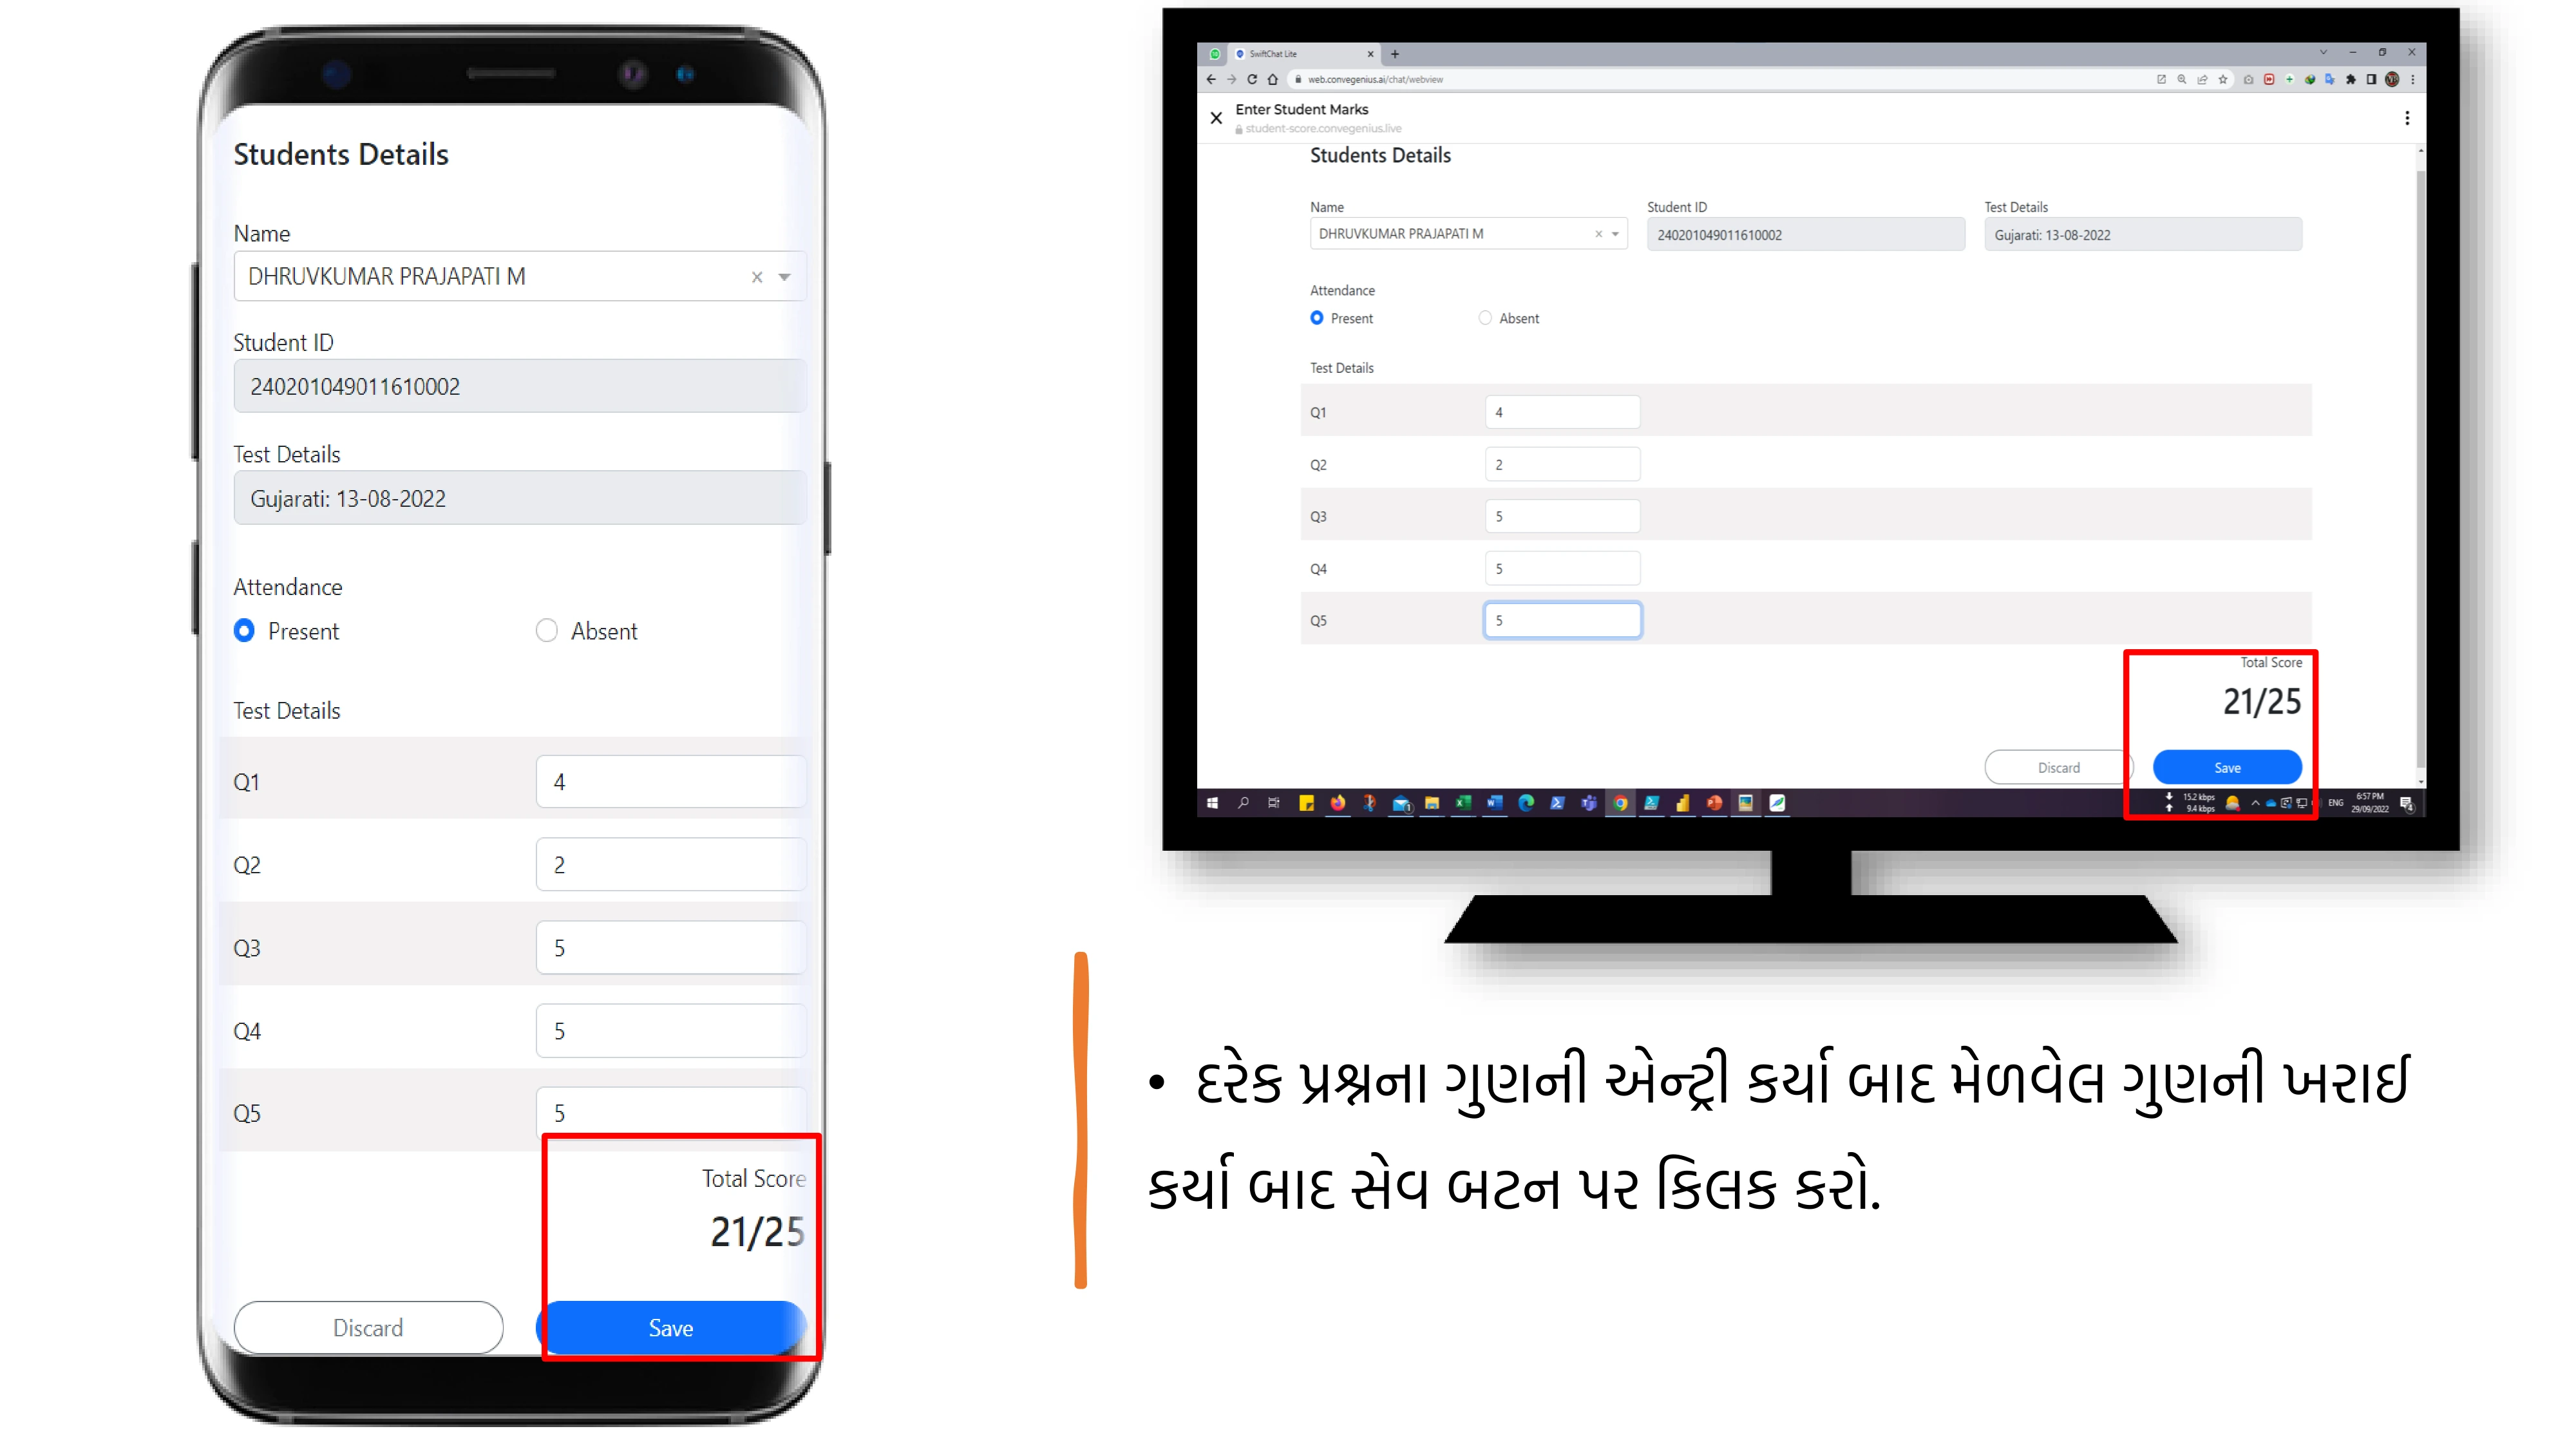 Students Details
Name
DHRUVKUMAR PRAJAPATI M
Student ID
240201049011610002
Test Details
Gujarati: 13-08-2022
Attendance
Present Absent
Test Details
Q1 4
Q2 2
Q3 5
Q4 5
Q5 5
Total Score
21/25
Discard Save
SwiftChat Lite
web.convegenius.ai/chat/webview
Enter Student Marks
student-score.convegenius.live
Students Details
Name Student ID Test Details
DHRUVKUMAR PRAJAPATI M 240201049011610002 Gujarati: 13-08-2022
Attendance
Present Absent
Test Details
Q1 4
Q2 2
Q3 5
Q4 5
Q5 5
Total Score
21/25
Discard Save
15.2 kbps 6:57 PM
9.4 kbps ENG 29/09/2022
• દરેક પ્રશ્નના ગુણની એન્ટ્રી કર્યા બાદ મેળવેલ ગુણની ખરાઈ
કર્યા બાદ સેવ બટન પર ક્લિક કરો.